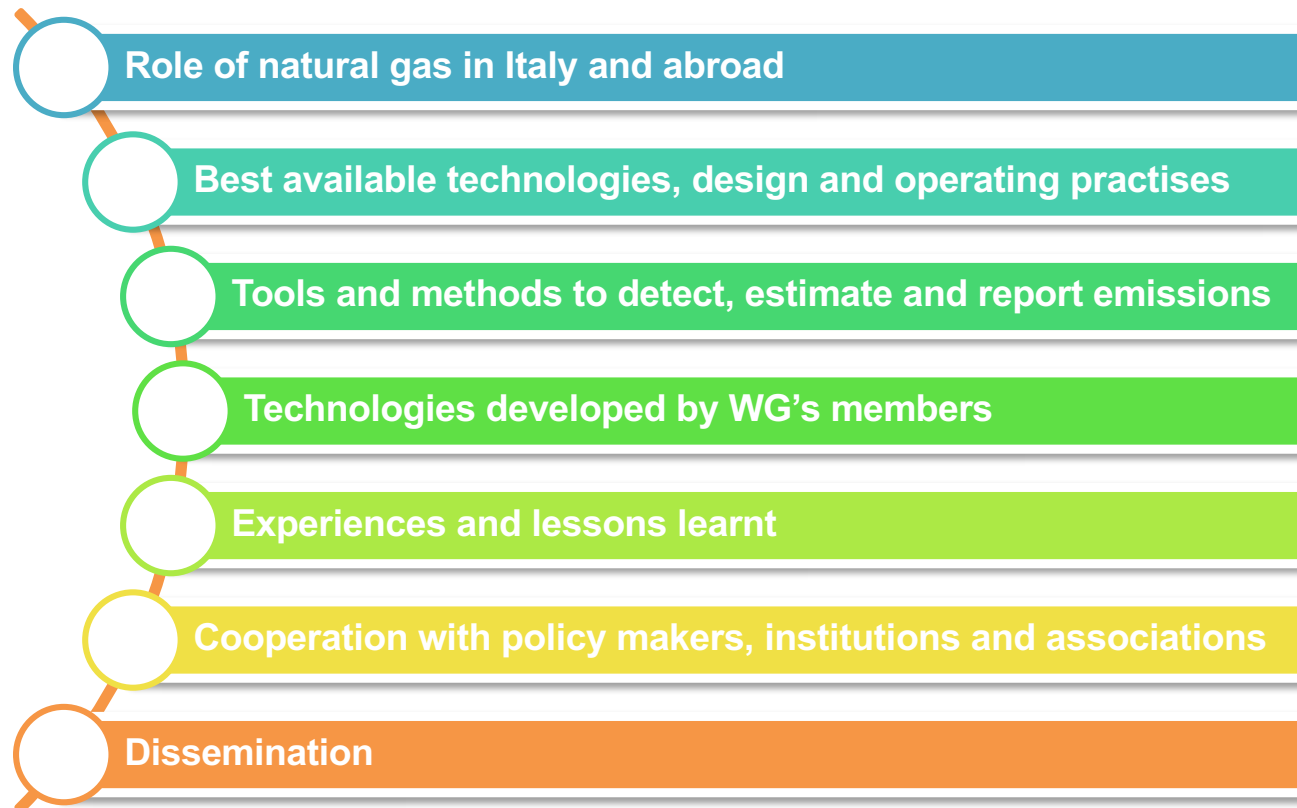 Role of natural gas in Italy and abroad
Best available technologies, design and operating practises
Tools and methods to detect, estimate and report emissions
Technologies developed by WG’s members
Experiences and lessons learnt
Cooperation with policy makers, institutions and associations
Dissemination